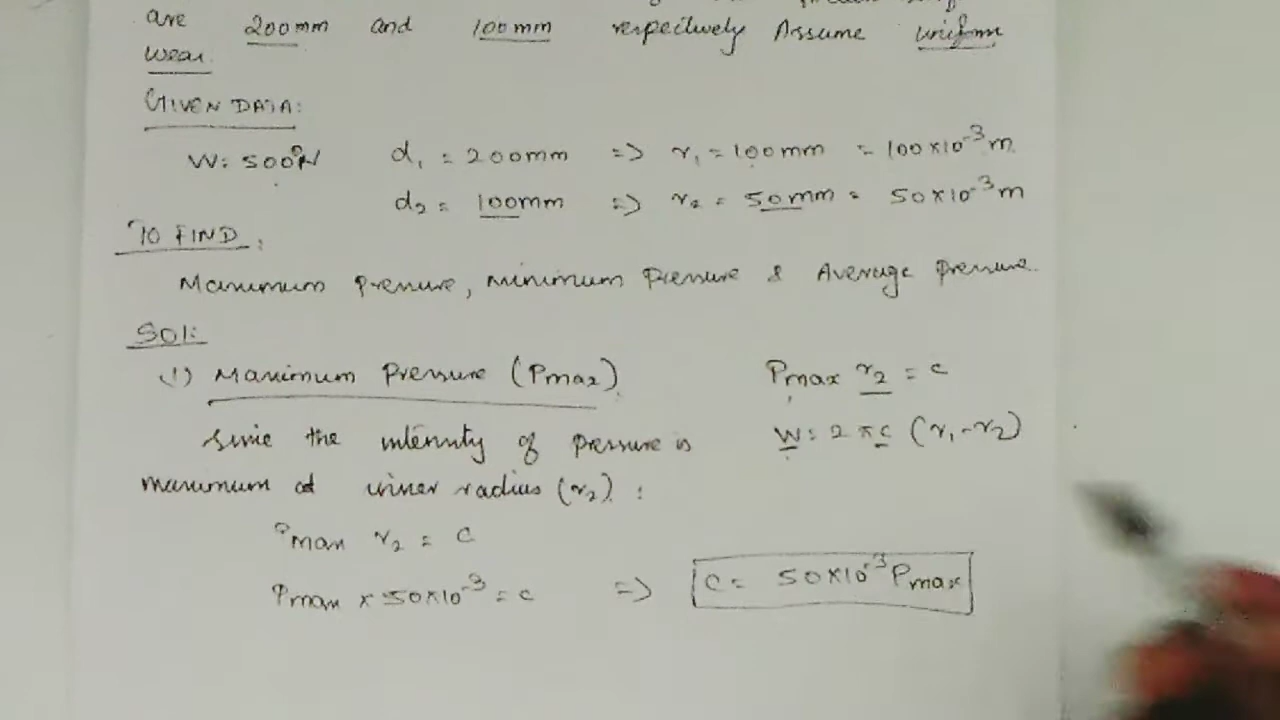 are 200mm and 100mm respectively Assume uniform
wear.
GIVEN DATA:
W: 500N d₁ = 200mm => r₁ = 100mm = 100x10⁻³m
d₂ = 100mm => r₂ = 50mm = 50x10⁻³m
TO FIND:
Maximum pressure, minimum pressure & Average pressure.
SOl:
(1) Maximum Pressure (Pmax) Pmax r₂ = c
Since the intensity of pressure is W: 2πc (r₁-r₂)
maximum at inner radius (r₂) :
Pmax r₂ = C
Pmax x 50x10⁻³ = c => C = 50x10⁻³ Pmax